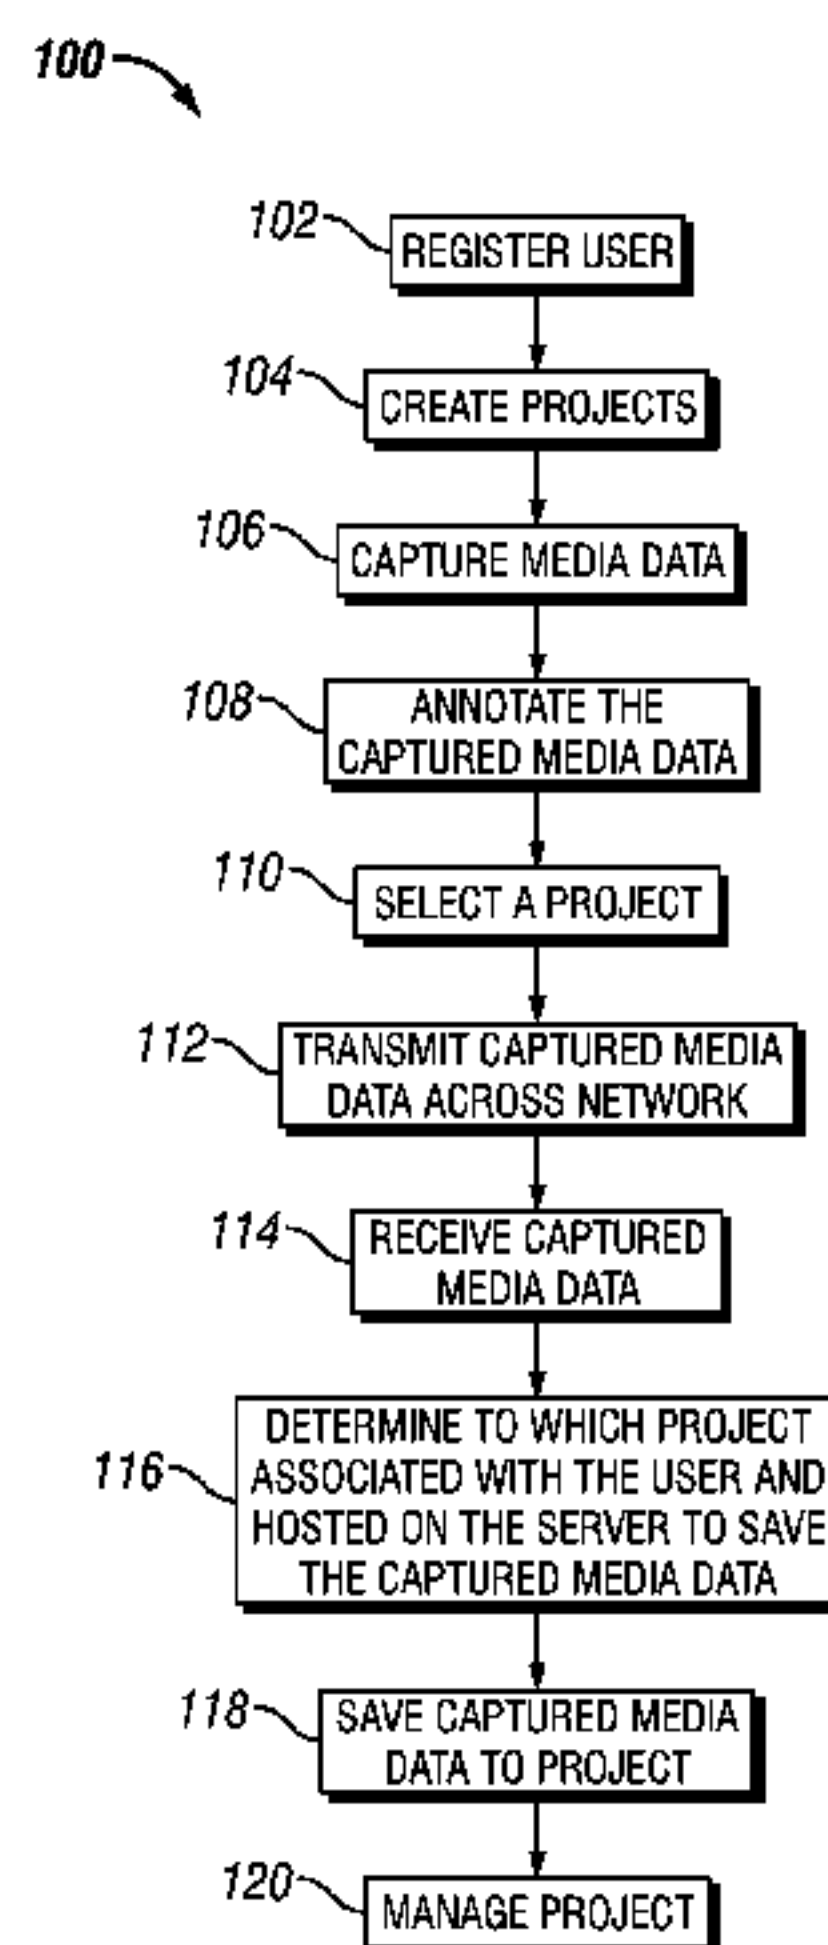 100
102
REGISTER USER
104
CREATE PROJECTS
106
CAPTURE MEDIA DATA
108
ANNOTATE THE
CAPTURED MEDIA DATA
110
SELECT A PROJECT
112
TRANSMIT CAPTURED MEDIA
DATA ACROSS NETWORK
114
RECEIVE CAPTURED
MEDIA DATA
116
DETERMINE TO WHICH PROJECT
ASSOCIATED WITH THE USER AND
HOSTED ON THE SERVER TO SAVE
THE CAPTURED MEDIA DATA
118
SAVE CAPTURED MEDIA
DATA TO PROJECT
120
MANAGE PROJECT